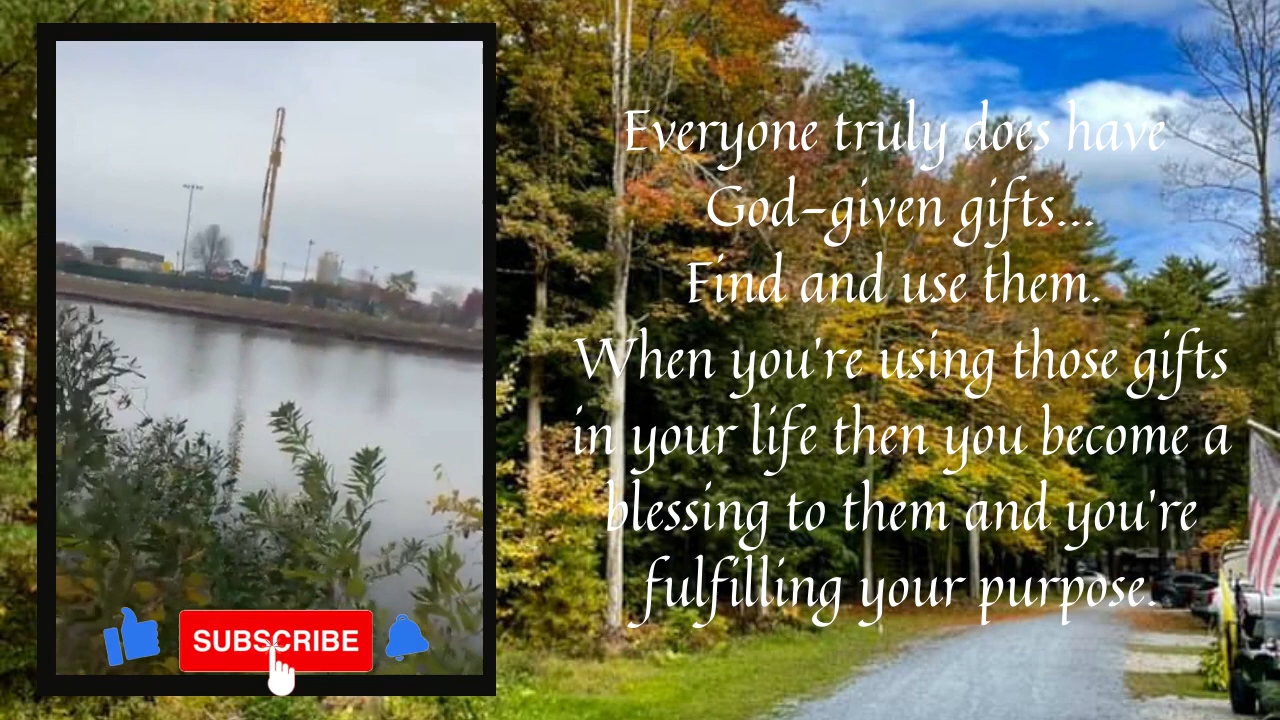 Everyone truly does have
God-given gifts...
Find and use them.
When you're using those gifts
in your life then you become a
blessing to them and you're
fulfilling your purpose.
SUBSCRIBE